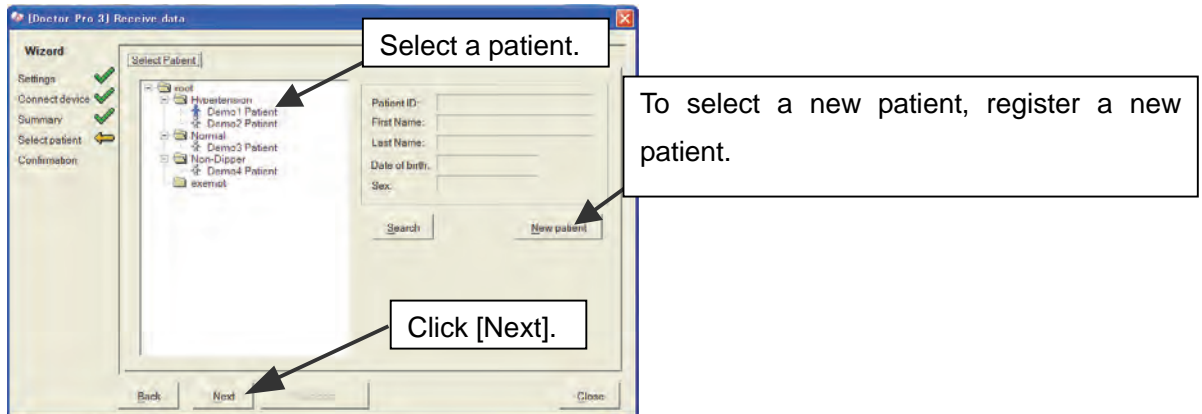 [Doctor Pro 3] Receive data
Select a patient.
Wizard
Settings
Connect device
Summary
Select patient
Confirmation
Select Patient
root
Hypertension
Demo1 Patient
Demo2 Patient
Normal
Demo3 Patient
Non-Dipper
Demo4 Patient
exempt
Patient ID:
First Name:
Last Name:
Date of birth:
Sex:
Search
New patient
To select a new patient, register a new
patient.
Click [Next].
Back
Next
Close